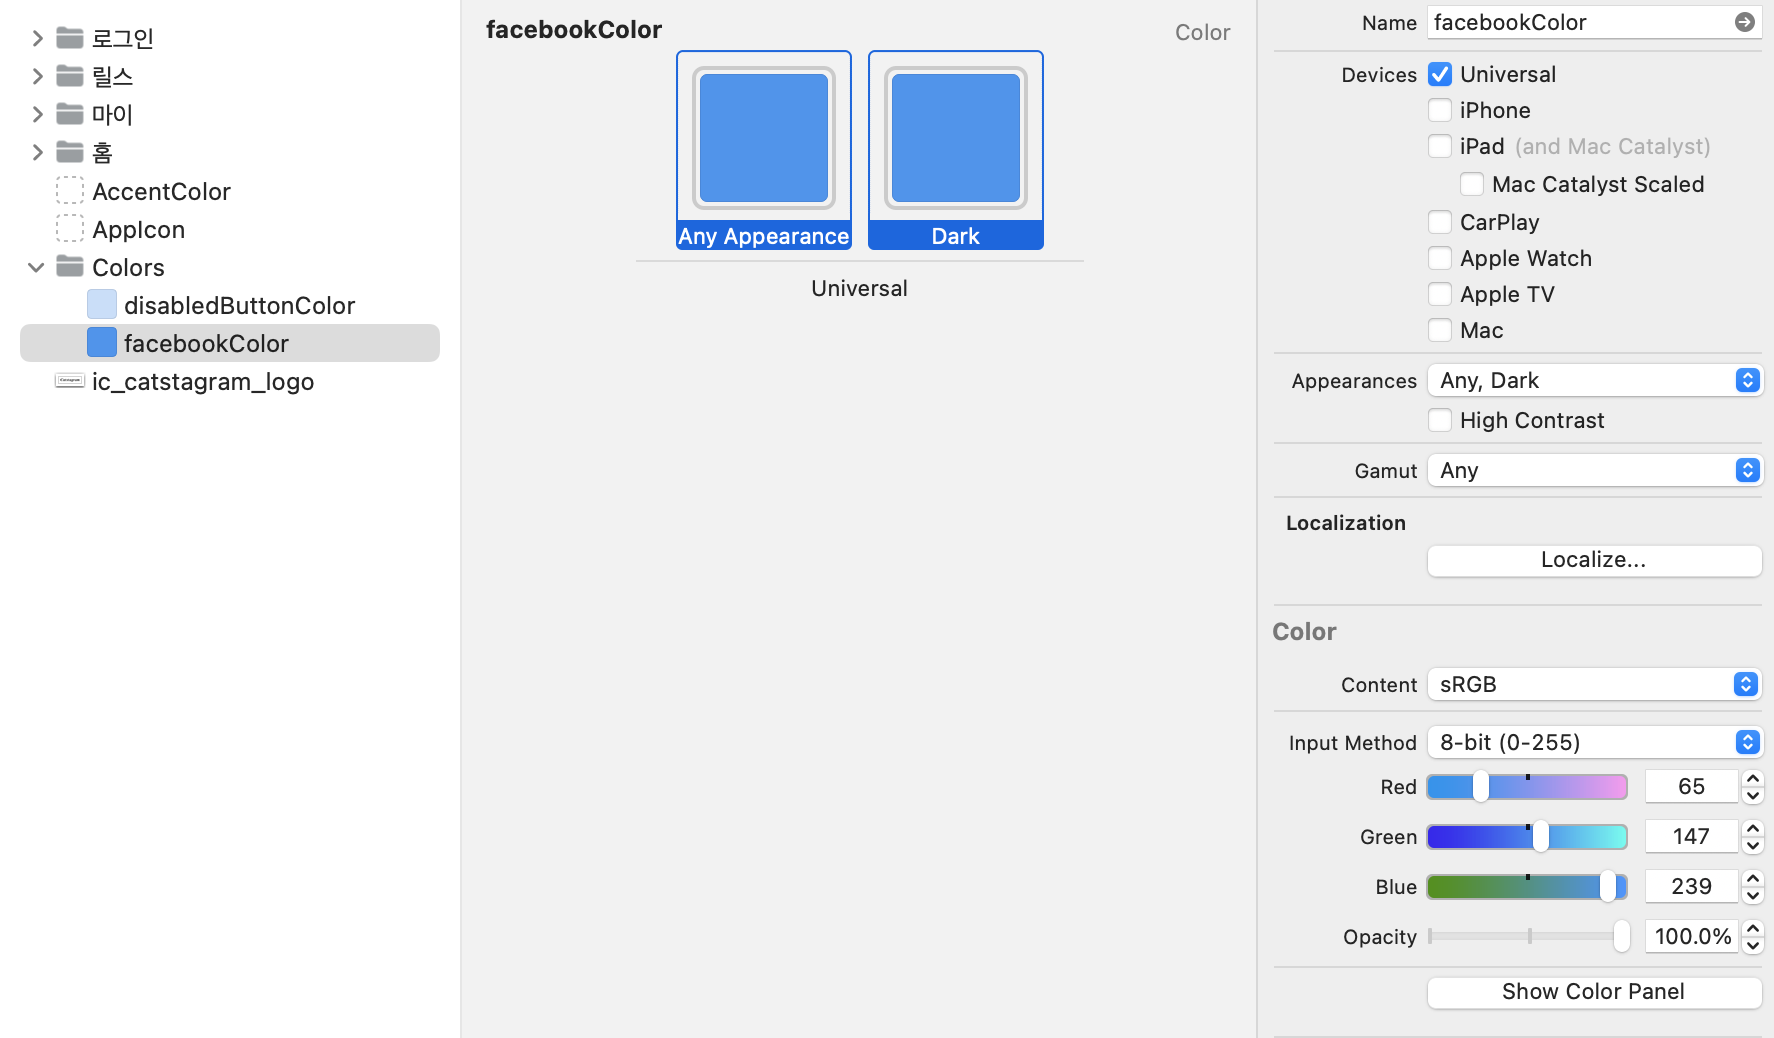 로그인
릴스
마이
홈
AccentColor
AppIcon
Colors
disabledButtonColor
facebookColor
ic_catstagram_logo
facebookColor
Color
Any Appearance
Dark
Universal
Name facebookColor
Devices Universal
iPhone
iPad (and Mac Catalyst)
Mac Catalyst Scaled
CarPlay
Apple Watch
Apple TV
Mac
Appearances Any, Dark
High Contrast
Gamut Any
Localization
Localize...
Color
Content sRGB
Input Method 8-bit (0-255)
Red 65
Green 147
Blue 239
Opacity 100.0%
Show Color Panel